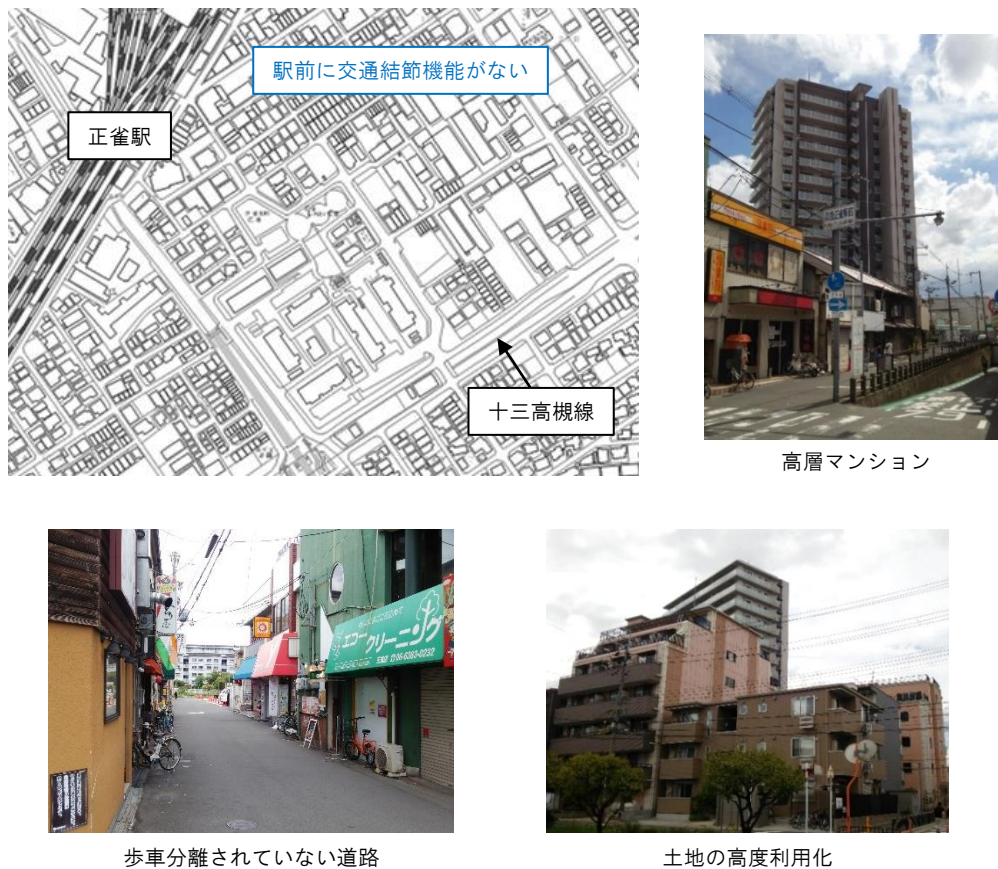 駅前に交通結節機能がない
正雀駅
十三高槻線
高層マンション
エコークリーニング
歩車分離されていない道路
土地の高度利用化